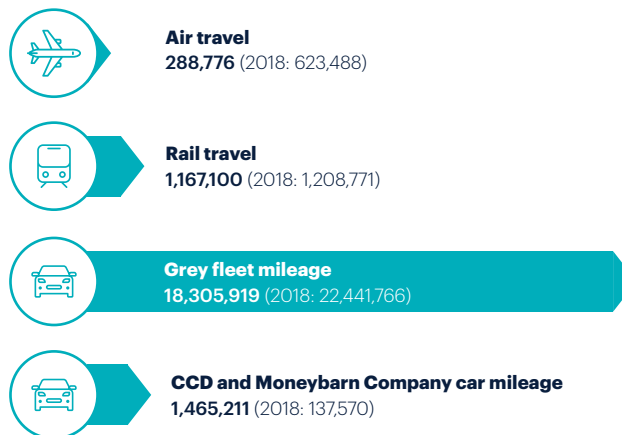 Air travel
288,776 (2018: 623,488)
Rail travel
1,167,100 (2018: 1,208,771)
Grey fleet mileage
18,305,919 (2018: 22,441,766)
CCD and Moneybarn Company car mileage
1,465,211 (2018: 137,570)